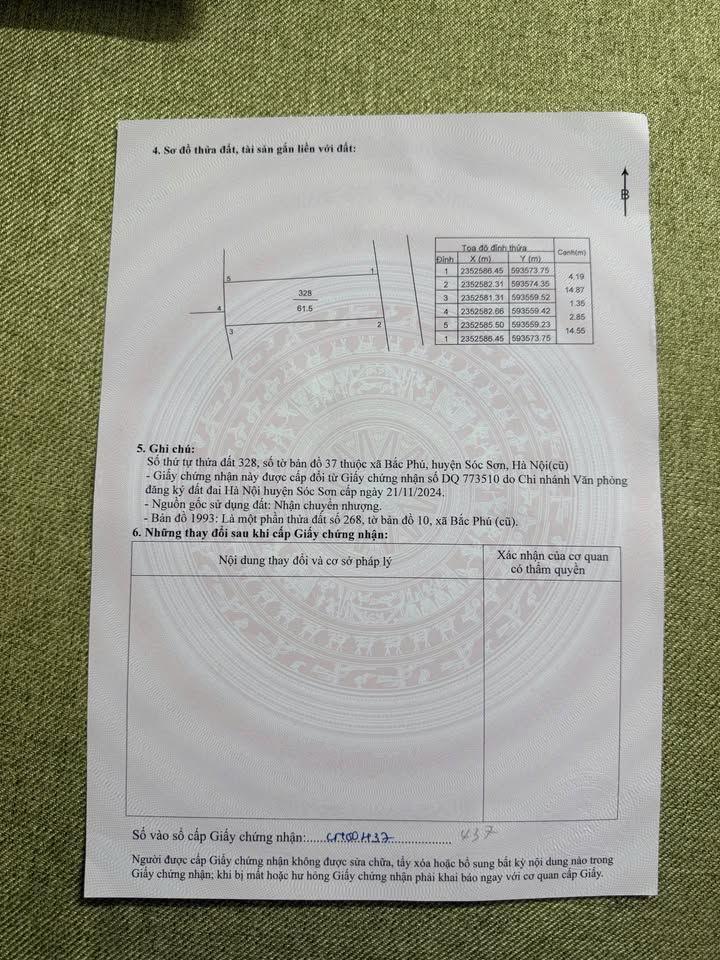 4. Sơ đồ thửa đất, tài sản gắn liền với đất:
B
Tọa độ đỉnh thửa Cạnh(m)
Đỉnh X (m) Y (m)
1 2352586.45 593573.75
4.19
2 2352582.31 593574.35
14.87
3 2352581.31 593559.52
1.35
4 2352582.66 593559.42
2.85
5 2352585.50 593559.23
14.55
1 2352586.45 593573.75
5 1
328
61.5
4
3 2
5. Ghi chú:
Số thứ tự thửa đất 328, số tờ bản đồ 37 thuộc xã Bắc Phú, huyện Sóc Sơn, Hà Nội(cũ)
- Giấy chứng nhận này được cấp đổi từ Giấy chứng nhận số DQ 773510 do Chi nhánh Văn phòng
đăng ký đất đai Hà Nội huyện Sóc Sơn cấp ngày 21/11/2024.
- Nguồn gốc sử dụng đất: Nhận chuyển nhượng.
- Bản đồ 1993: Là một phần thửa đất số 268, tờ bản đồ 10, xã Bắc Phú (cũ).
6. Những thay đổi sau khi cấp Giấy chứng nhận:
Nội dung thay đổi và cơ sở pháp lý
Xác nhận của cơ quan
có thẩm quyền
Số vào sổ cấp Giấy chứng nhận: 437
Người được cấp Giấy chứng nhận không được sửa chữa, tẩy xóa hoặc bổ sung bất kỳ nội dung nào trong
Giấy chứng nhận; khi bị mất hoặc hư hỏng Giấy chứng nhận phải khai báo ngay với cơ quan cấp Giấy.